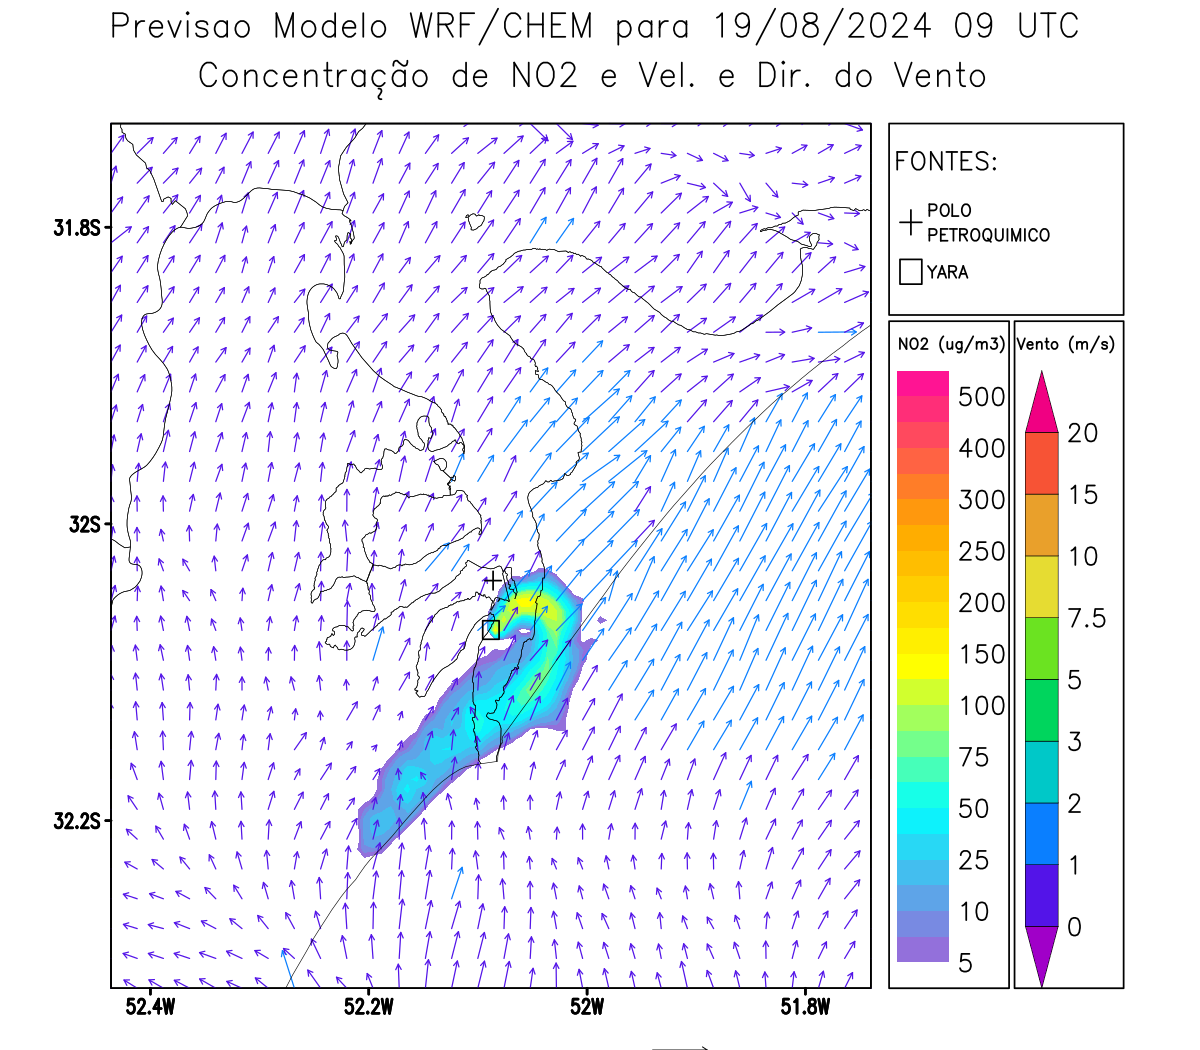 Previsao Modelo WRF/CHEM para 19/08/2024 09 UTC
Concentração de NO2 e Vel. e Dir. do Vento
FONTES:
POLO
PETROQUIMICO
YARA
NO2 (ug/m3)
500
400
300
250
200
150
100
75
50
25
10
5
Vento (m/s)
20
15
10
7.5
5
3
2
1
0
31.8S
32S
32.2S
52.4W
52.2W
52W
51.8W